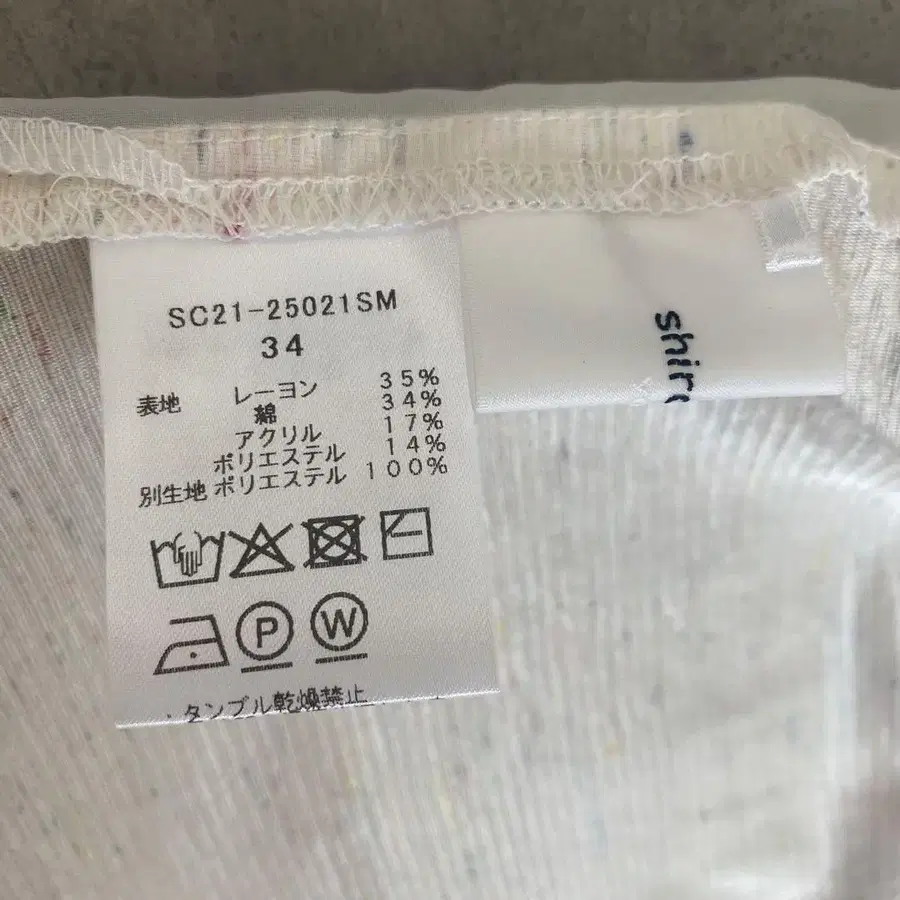 SC21-25021SM
34
表地 レーヨン 35%
綿 34%
アクリル 17%
ポリエステル 14%
別生地 ポリエステル 100%
P W
・タンブル乾燥禁止